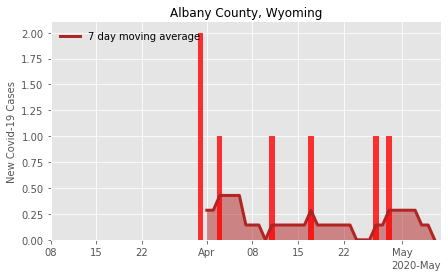 Albany County, Wyoming
7 day moving average
New Covid-19 Cases
2.00
1.75
1.50
1.25
1.00
0.75
0.50
0.25
0.00
08 15 22 Apr 08 15 22 May
2020-May